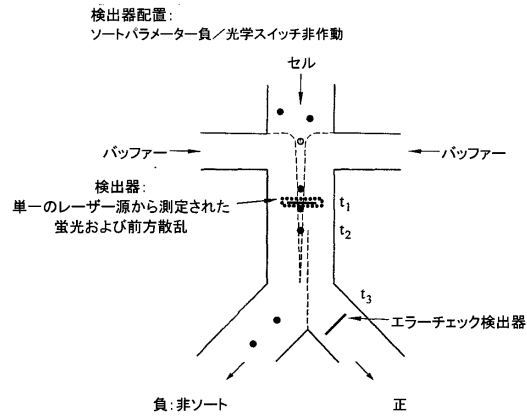 検出器配置:
ソートパラメーター負/光学スイッチ非作動
セル
バッファー
バッファー
検出器:
単一のレーザー源から測定された
蛍光および前方散乱
t1
t2
t3
エラーチェック検出器
負:非ソート
正